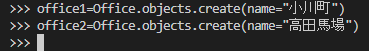 >>> office1=Office.objects.create(name="小川町")
>>> office2=Office.objects.create(name="高田馬場")
>>>